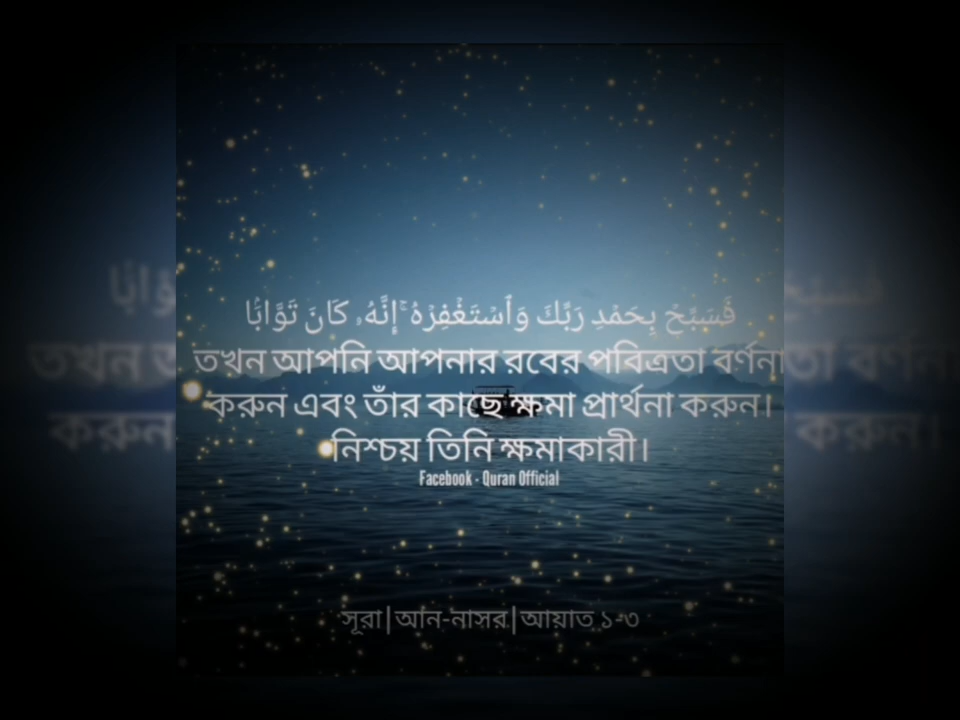 فَسَبِّحْ بِحَمْدِ رَبِّكَ وَٱسْتَغْفِرْهُ ۚ إِنَّهُۥ كَانَ تَوَّابًۢا
তখন আপনি আপনার রবের পবিত্রতা বর্ণনা
করুন এবং তাঁর কাছে ক্ষমা প্রার্থনা করুন।
নিশ্চয় তিনি ক্ষমাকারী।
Facebook - Quran Official
সূরা|আন-নাসর|আয়াত ১-৩